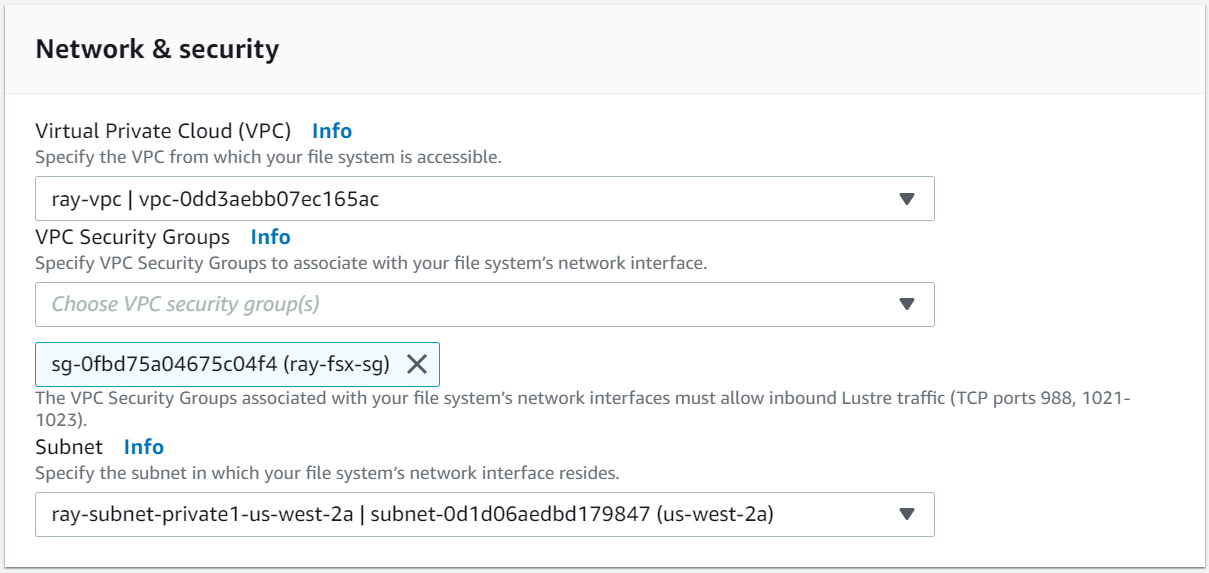 Network & security
Virtual Private Cloud (VPC) Info
Specify the VPC from which your file system is accessible.
ray-vpc | vpc-0dd3aebb07ec165ac
VPC Security Groups Info
Specify VPC Security Groups to associate with your file system’s network interface.
Choose VPC security group(s)
sg-0fbd75a04675c04f4 (ray-fsx-sg)
The VPC Security Groups associated with your file system’s network interfaces must allow inbound Lustre traffic (TCP ports 988, 1021-
1023).
Subnet Info
Specify the subnet in which your file system’s network interface resides.
ray-subnet-private1-us-west-2a | subnet-0d1d06aedbd179847 (us-west-2a)